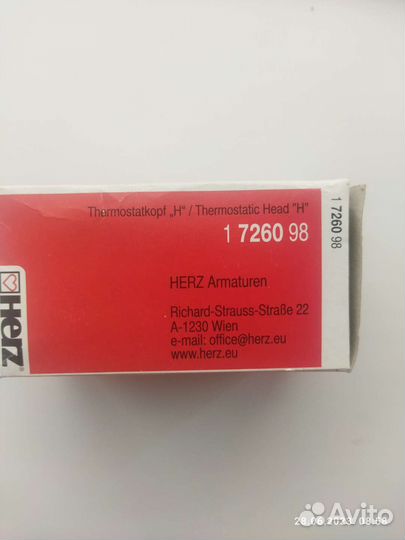 Thermostatkopf „H“ / Thermostatic Head "H"
1 7260 98
1 7260 98
HERZ Armaturen
Richard-Strauss-Straße 22
A-1230 Wien
e-mail: office@herz.eu
www.herz.eu
HERZ®
Avito